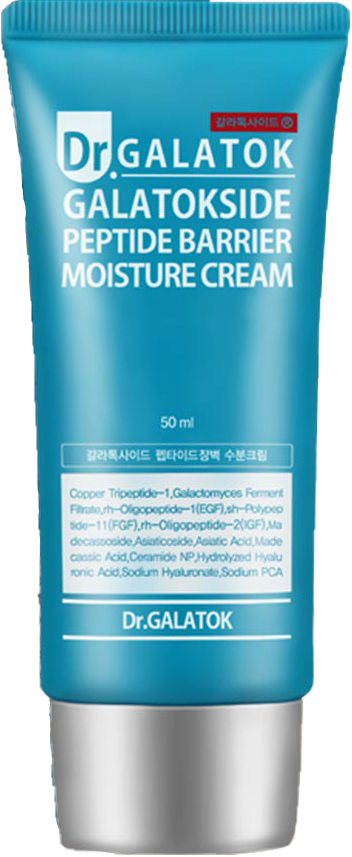 갈라톡사이드 ®
Dr.GALATOK
GALATOKSIDE
PEPTIDE BARRIER
MOISTURE CREAM
50 ml
갈라톡사이드 펩타이드장벽 수분크림
Copper Tripeptide-1,Galactomyces Ferment
Filtrate,rh-Oligopeptide-1(EGF),sh-Polypep
tide-11(FGF),rh-Oligopeptide-2(IGF),Ma
decassoside,Asiaticoside,Asiatic Acid,Made
cassic Acid,Ceramide NP,Hydrolyzed Hyalu
ronic Acid,Sodium Hyaluronate,Sodium PCA
Dr.GALATOK